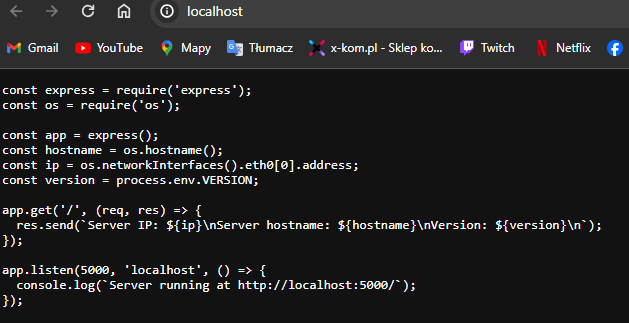 localhost
Gmail YouTube Mapy Tłumacz x-kom.pl - Sklep ko... Twitch Netflix
const express = require('express');
const os = require('os');
const app = express();
const hostname = os.hostname();
const ip = os.networkInterfaces().eth0[0].address;
const version = process.env.VERSION;
app.get('/', (req, res) => {
  res.send(`Server IP: ${ip}\nServer hostname: ${hostname}\nVersion: ${version}\n`);
});
app.listen(5000, 'localhost', () => {
  console.log(`Server running at http://localhost:5000/`);
});